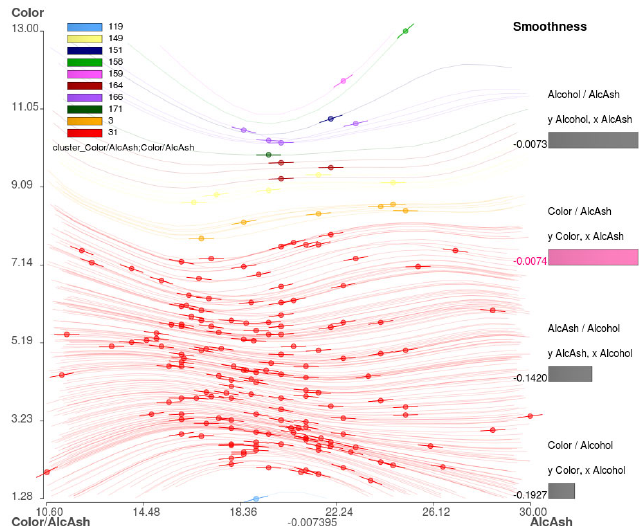 Color
13.00
11.05
9.09
7.14
5.19
3.23
1.28
119
149
151
158
159
164
166
171
3
31
cluster_Color/AlcAsh;Color/AlcAsh
10.60
14.48
18.36
22.24
26.12
30.00
Color/AlcAsh
-0.007395
AlcAsh
Smoothness
Alcohol / AlcAsh
y Alcohol, x AlcAsh
-0.0073
Color / AlcAsh
y Color, x AlcAsh
-0.0074
AlcAsh / Alcohol
y AlcAsh, x Alcohol
-0.1420
Color / Alcohol
y Color, x Alcohol
-0.1927